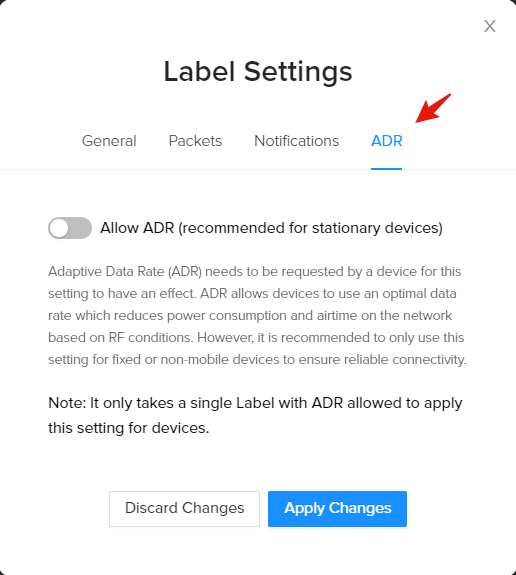 X
Label Settings
General Packets Notifications ADR
Allow ADR (recommended for stationary devices)
Adaptive Data Rate (ADR) needs to be requested by a device for this
setting to have an effect. ADR allows devices to use an optimal data
rate which reduces power consumption and airtime on the network
based on RF conditions. However, it is recommended to only use this
setting for fixed or non-mobile devices to ensure reliable connectivity.
Note: It only takes a single Label with ADR allowed to apply
this setting for devices.
Discard Changes Apply Changes